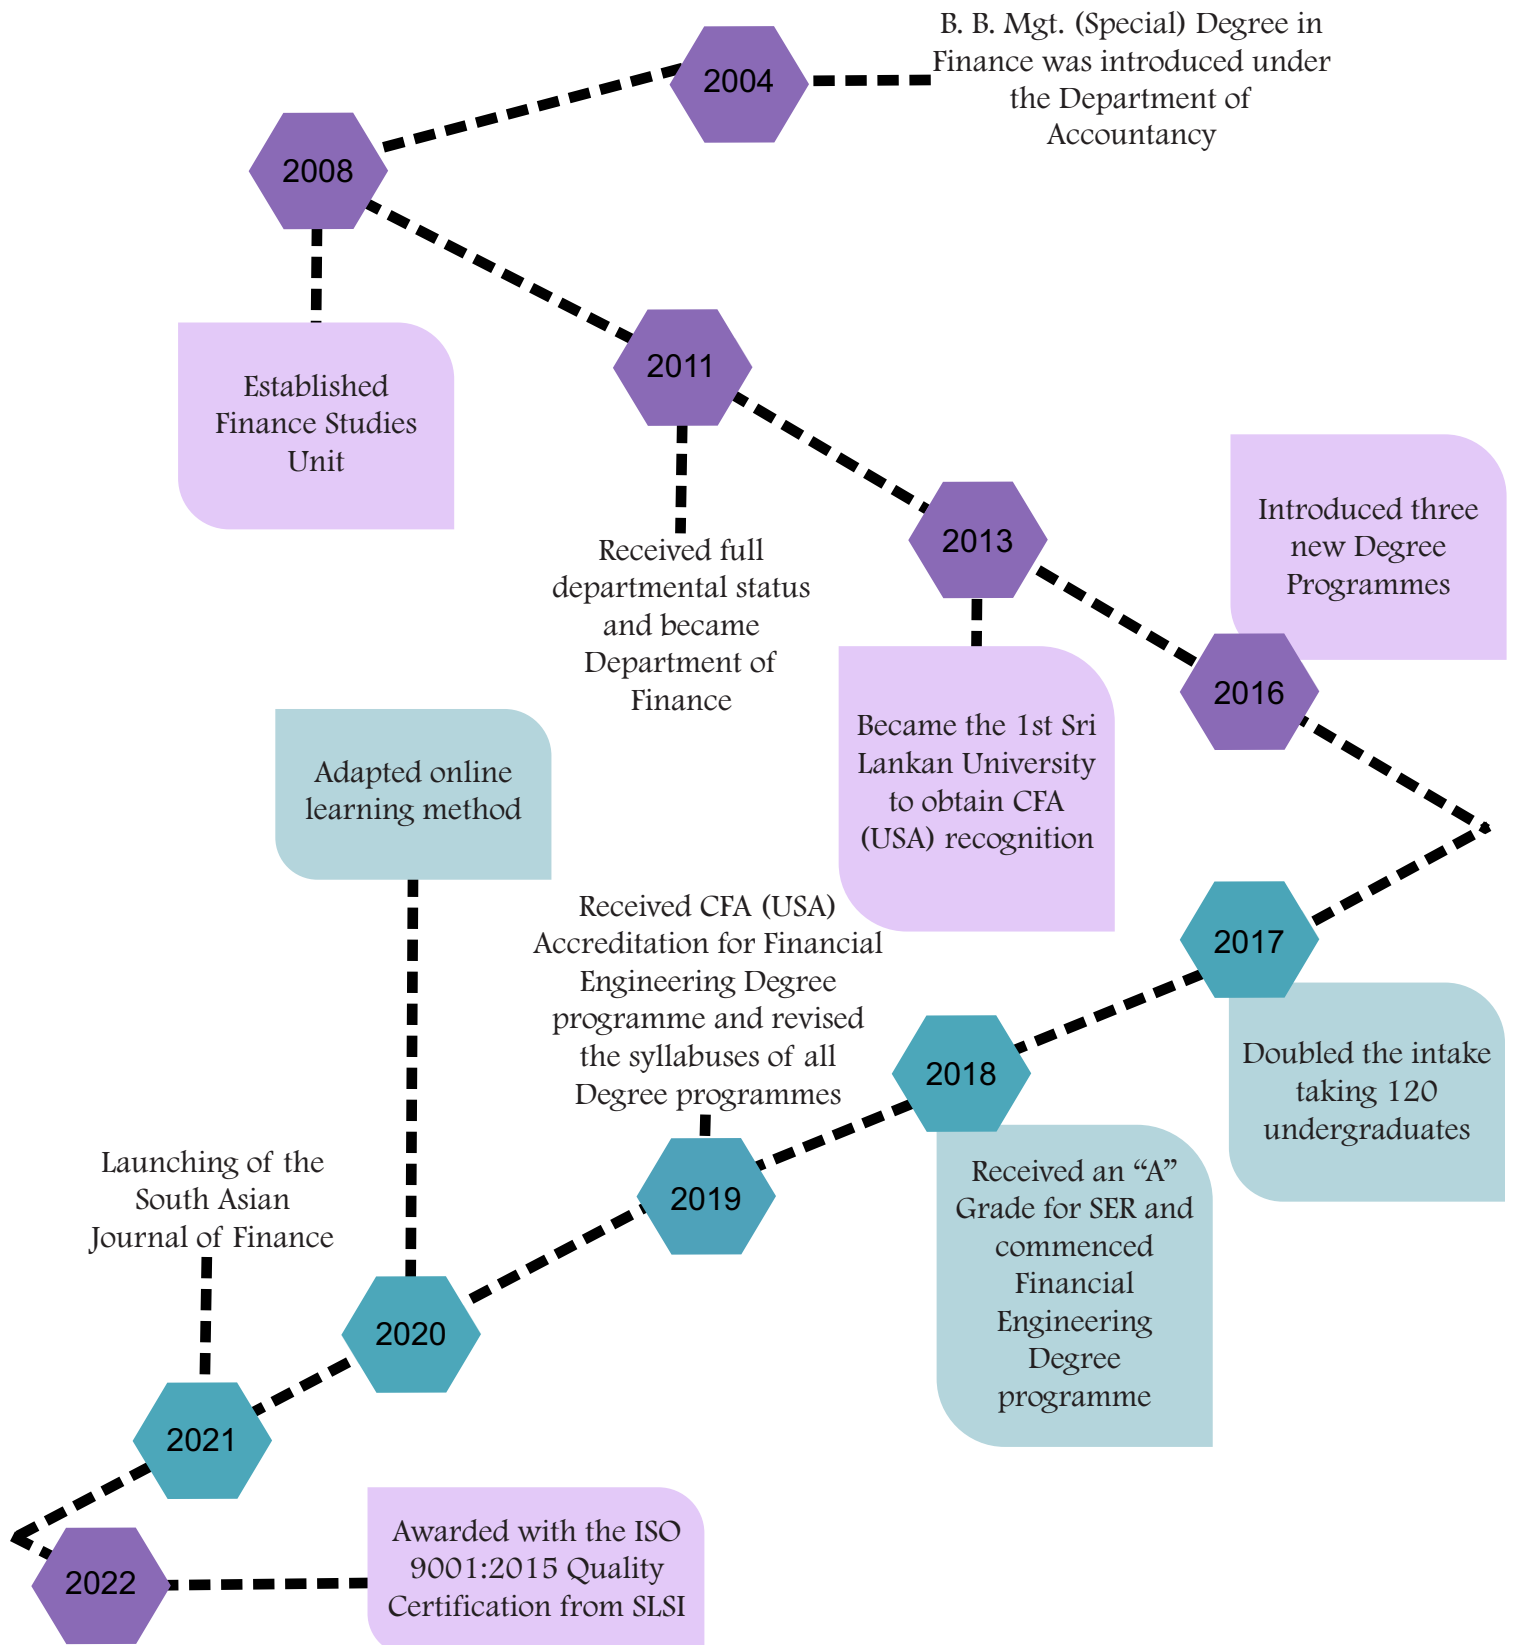 2004
B. B. Mgt. (Special) Degree in
Finance was introduced under
the Department of
Accountancy
2008
Established
Finance Studies
Unit
2011
Received full
departmental status
and became
Department of
Finance
2013
Became the 1st Sri
Lankan University
to obtain CFA
(USA) recognition
2016
Introduced three
new Degree
Programmes
2017
Doubled the intake
taking 120
undergraduates
2018
Received an “A”
Grade for SER and
commenced
Financial
Engineering
Degree
programme
2019
Received CFA (USA)
Accreditation for Financial
Engineering Degree
programme and revised
the syllabuses of all
Degree programmes
2020
Adapted online
learning method
2021
Launching of the
South Asian
Journal of Finance
2022
Awarded with the ISO
9001:2015 Quality
Certification from SLSI